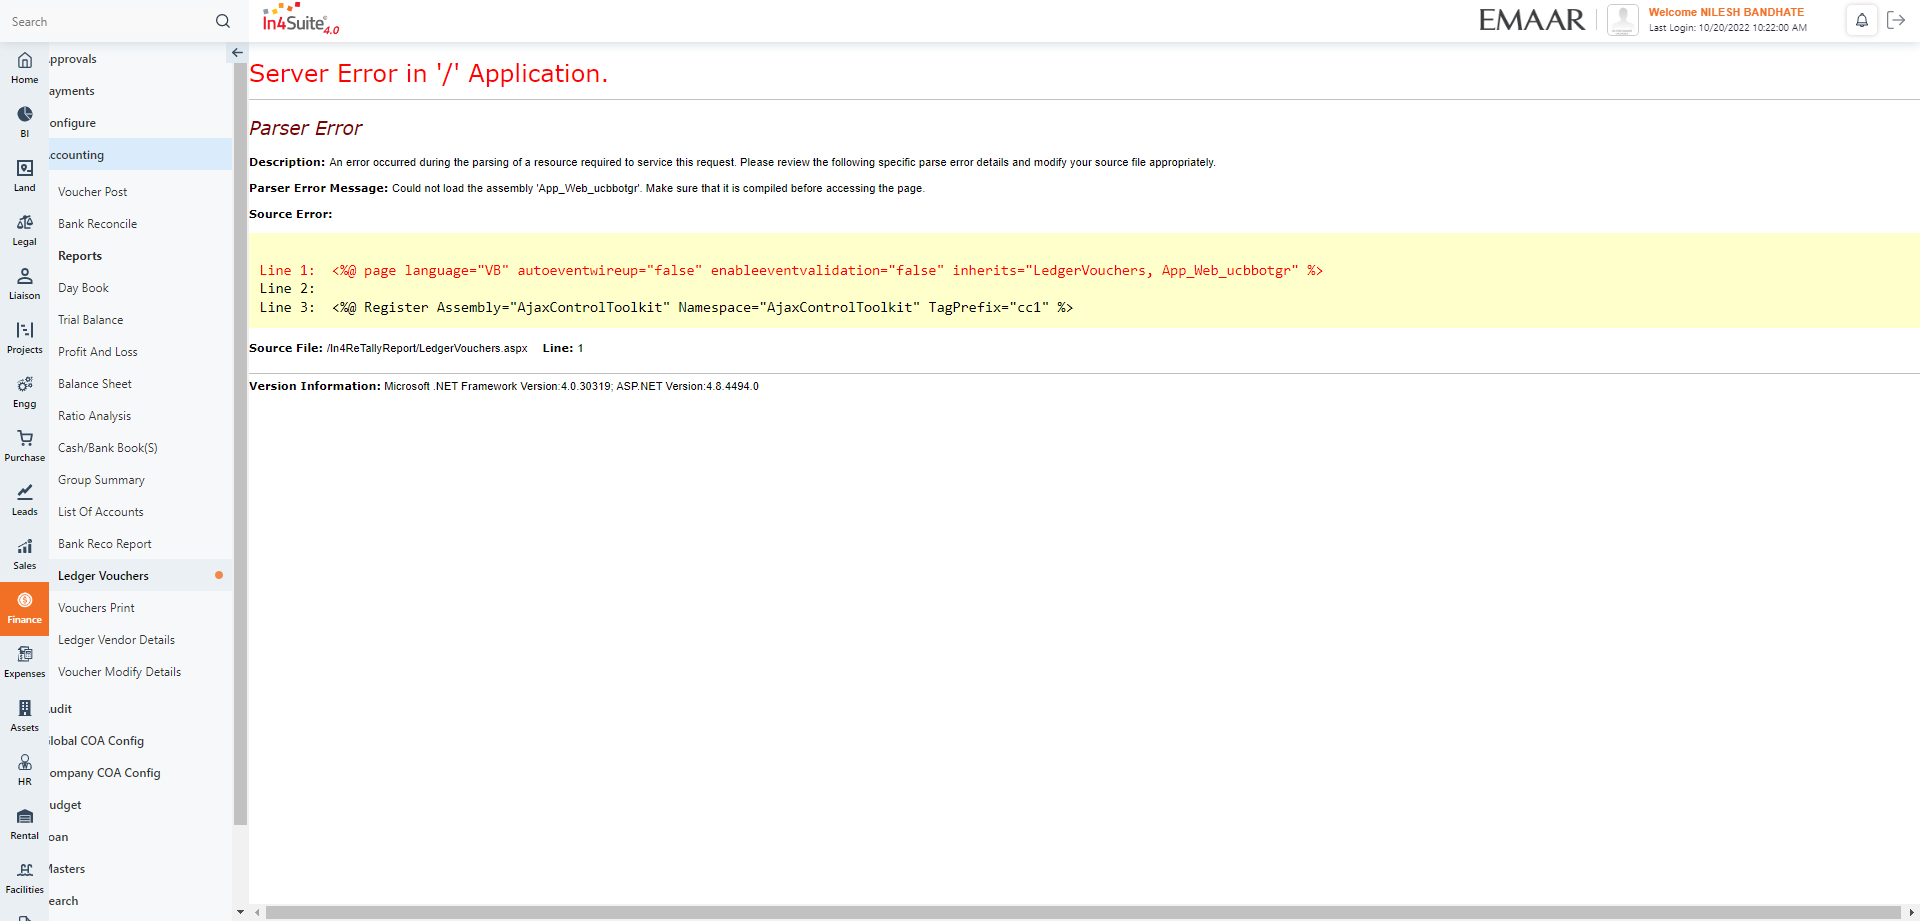 Search
In4Suite 4.0
EMAAR
Welcome NILESH BANDHATE
Last Login: 10/20/2022 10:22:00 AM
Home
BI
Land
Legal
Liaison
Projects
Engg
Purchase
Leads
Sales
Finance
Expenses
Assets
HR
Rental
Facilities
pprovals
ayments
onfigure
ccounting
Voucher Post
Bank Reconcile
Reports
Day Book
Trial Balance
Profit And Loss
Balance Sheet
Ratio Analysis
Cash/Bank Book(S)
Group Summary
List Of Accounts
Bank Reco Report
Ledger Vouchers
Vouchers Print
Ledger Vendor Details
Voucher Modify Details
udit
lobal COA Config
ompany COA Config
udget
oan
Masters
earch
Server Error in '/' Application.
Parser Error
Description: An error occurred during the parsing of a resource required to service this request. Please review the following specific parse error details and modify your source file appropriately.
Parser Error Message: Could not load the assembly 'App_Web_ucbbotgr'. Make sure that it is compiled before accessing the page.
Source Error:
Line 1:  <%@ page language="VB" autoeventwireup="false" enableeventvalidation="false" inherits="LedgerVouchers, App_Web_ucbbotgr" %>
Line 2:
Line 3:  <%@ Register Assembly="AjaxControlToolkit" Namespace="AjaxControlToolkit" TagPrefix="cc1" %>
Source File: /In4ReTallyReport/LedgerVouchers.aspx    Line: 1
Version Information: Microsoft .NET Framework Version:4.0.30319; ASP.NET Version:4.8.4494.0